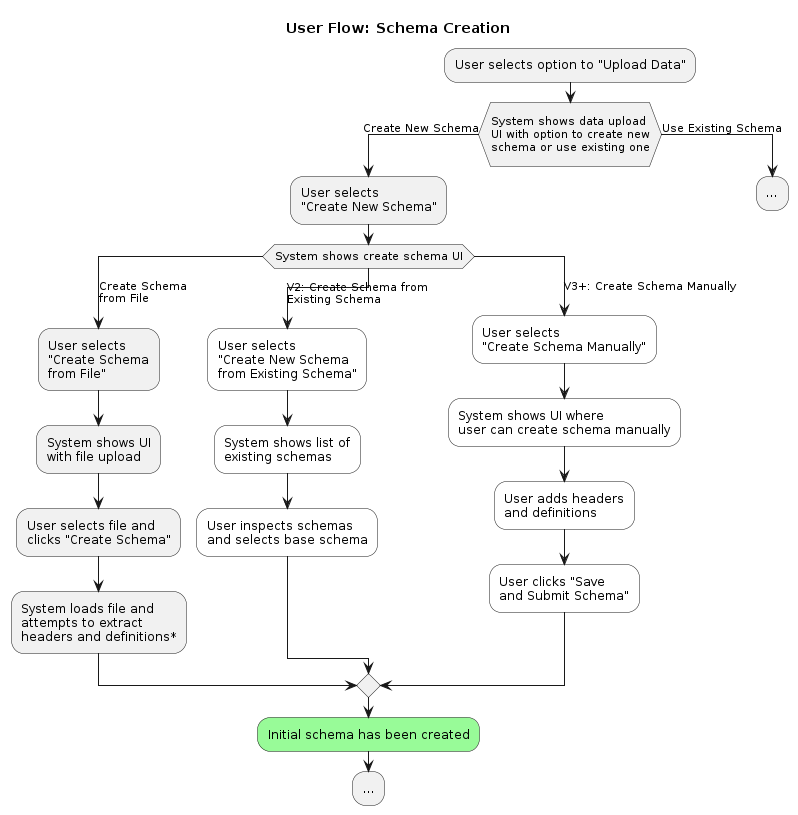 User Flow: Schema Creation
User selects option to "Upload Data"
System shows data upload
UI with option to create new
schema or use existing one
Create New Schema
Use Existing Schema
...
User selects
"Create New Schema"
System shows create schema UI
Create Schema
from File
User selects
"Create Schema
from File"
System shows UI
with file upload
User selects file and
clicks "Create Schema"
System loads file and
attempts to extract
headers and definitions*
V2: Create Schema from
Existing Schema
User selects
"Create New Schema
from Existing Schema"
System shows list of
existing schemas
User inspects schemas
and selects base schema
V3+: Create Schema Manually
User selects
"Create Schema Manually"
System shows UI where
user can create schema manually
User adds headers
and definitions
User clicks "Save
and Submit Schema"
Initial schema has been created
...